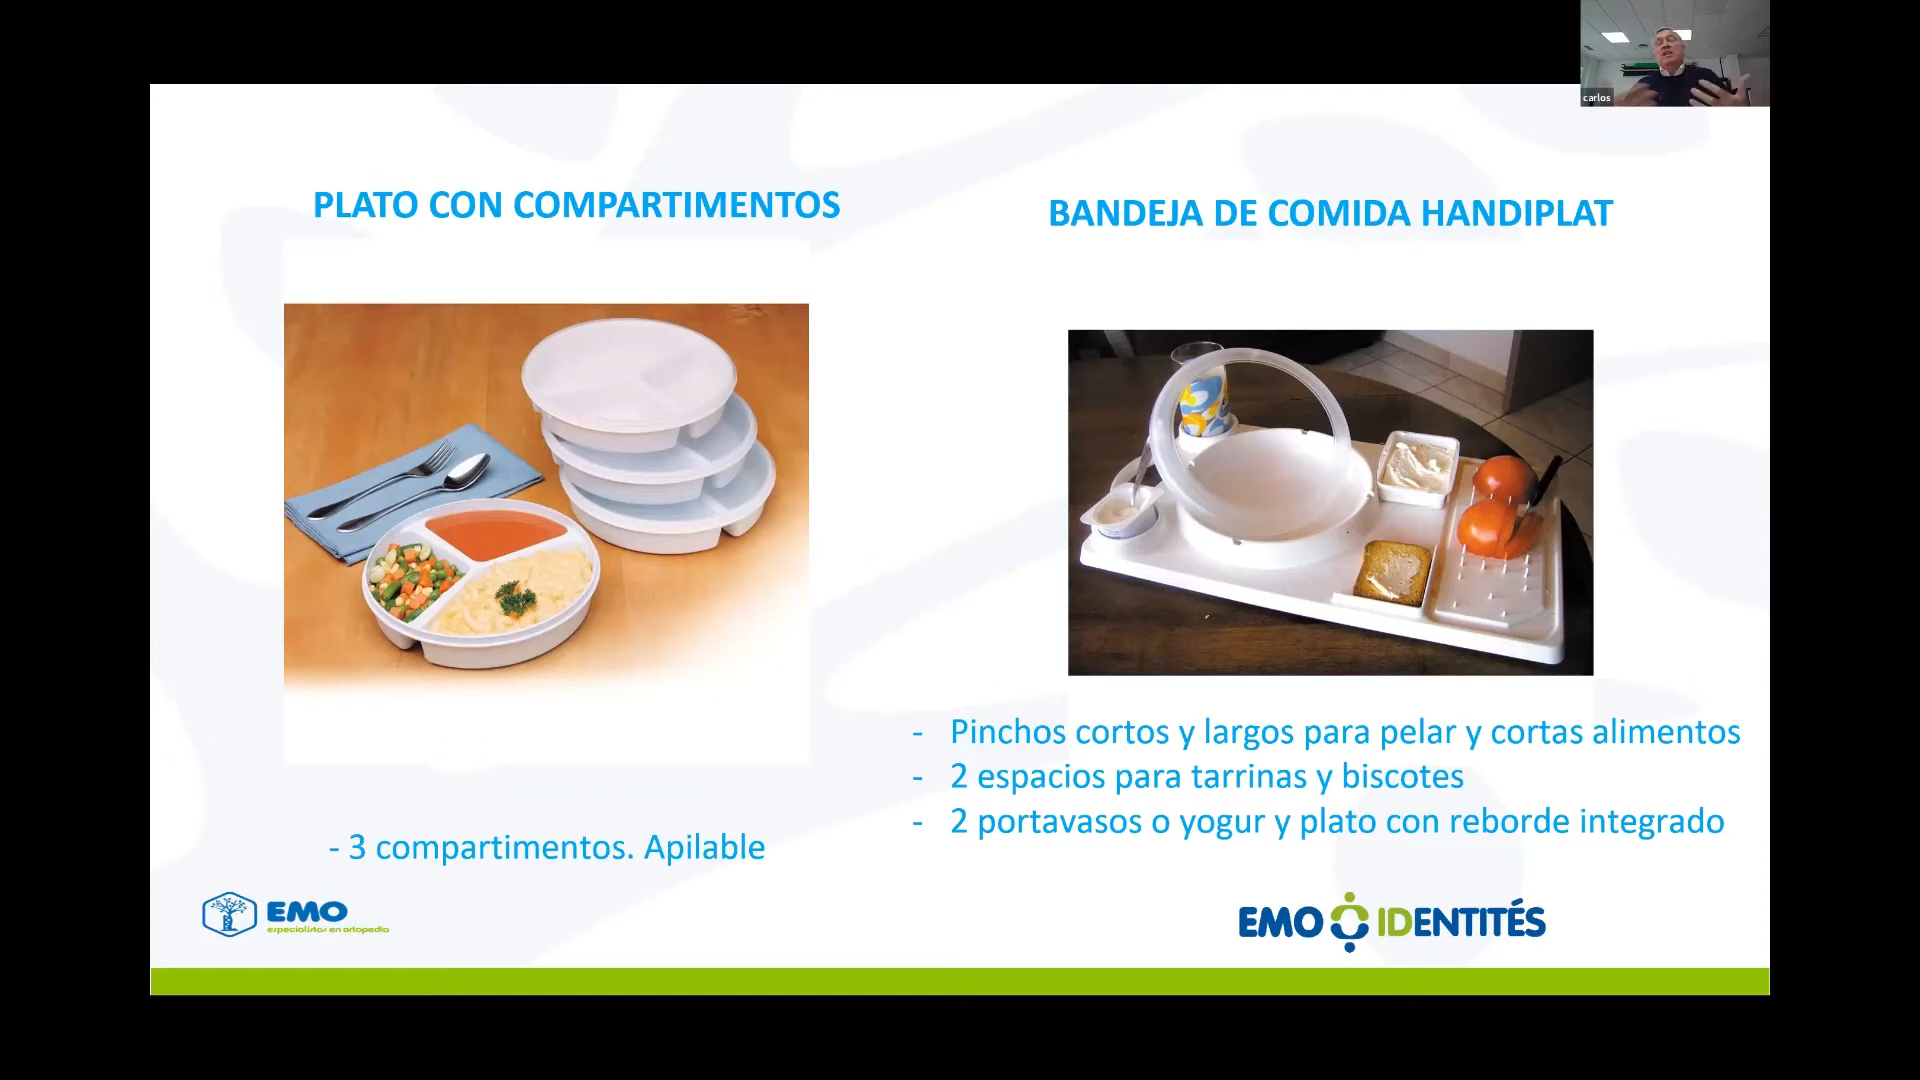 carlos
PLATO CON COMPARTIMENTOS
BANDEJA DE COMIDA HANDIPLAT
- Pinchos cortos y largos para pelar y cortas alimentos
- 2 espacios para tarrinas y biscotes
- 2 portavasos o yogur y plato con reborde integrado
- 3 compartimentos. Apilable
EMO
especialistas en ortopedia
EMO IDENTITÉS